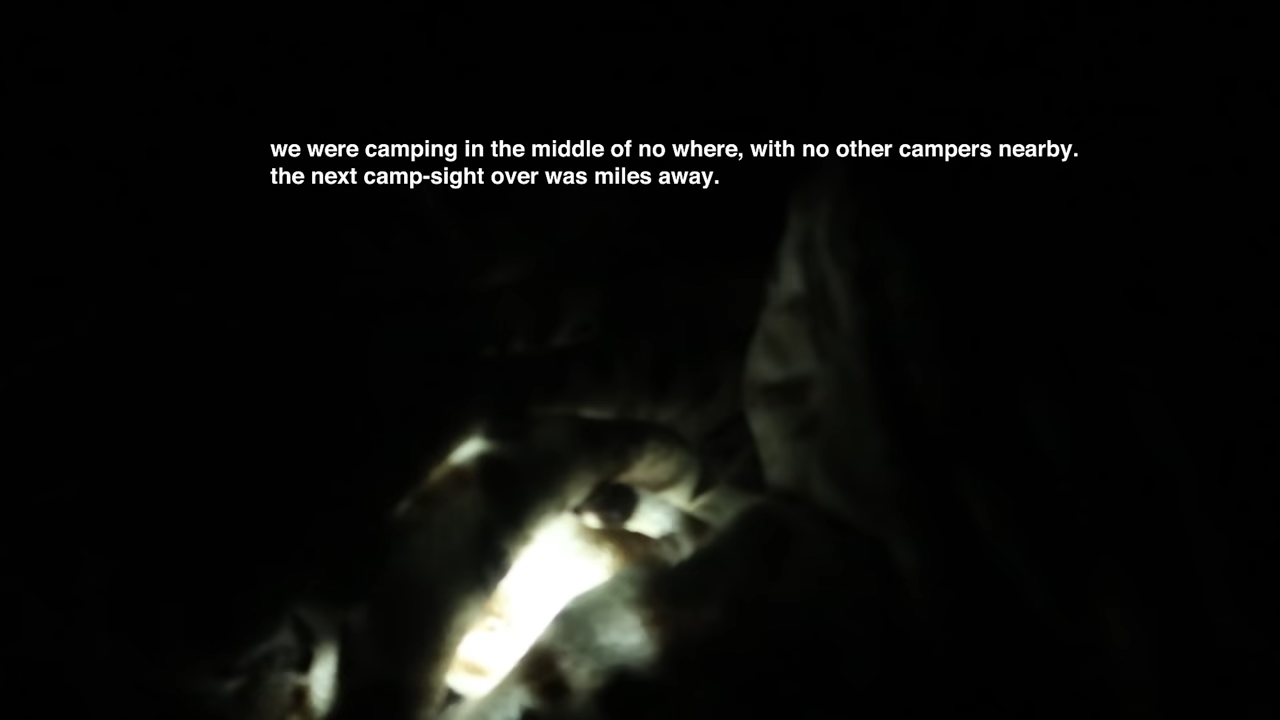 we were camping in the middle of no where, with no other campers nearby.
the next camp-sight over was miles away.